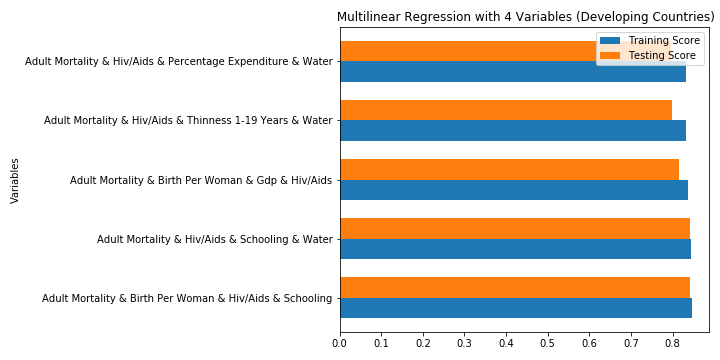 Multilinear Regression with 4 Variables (Developing Countries)
Training Score
Testing Score
Adult Mortality & Hiv/Aids & Percentage Expenditure & Water
Adult Mortality & Hiv/Aids & Thinness 1-19 Years & Water
Adult Mortality & Birth Per Woman & Gdp & Hiv/Aids
Adult Mortality & Hiv/Aids & Schooling & Water
Adult Mortality & Birth Per Woman & Hiv/Aids & Schooling
Variables
0.0 0.1 0.2 0.3 0.4 0.5 0.6 0.7 0.8